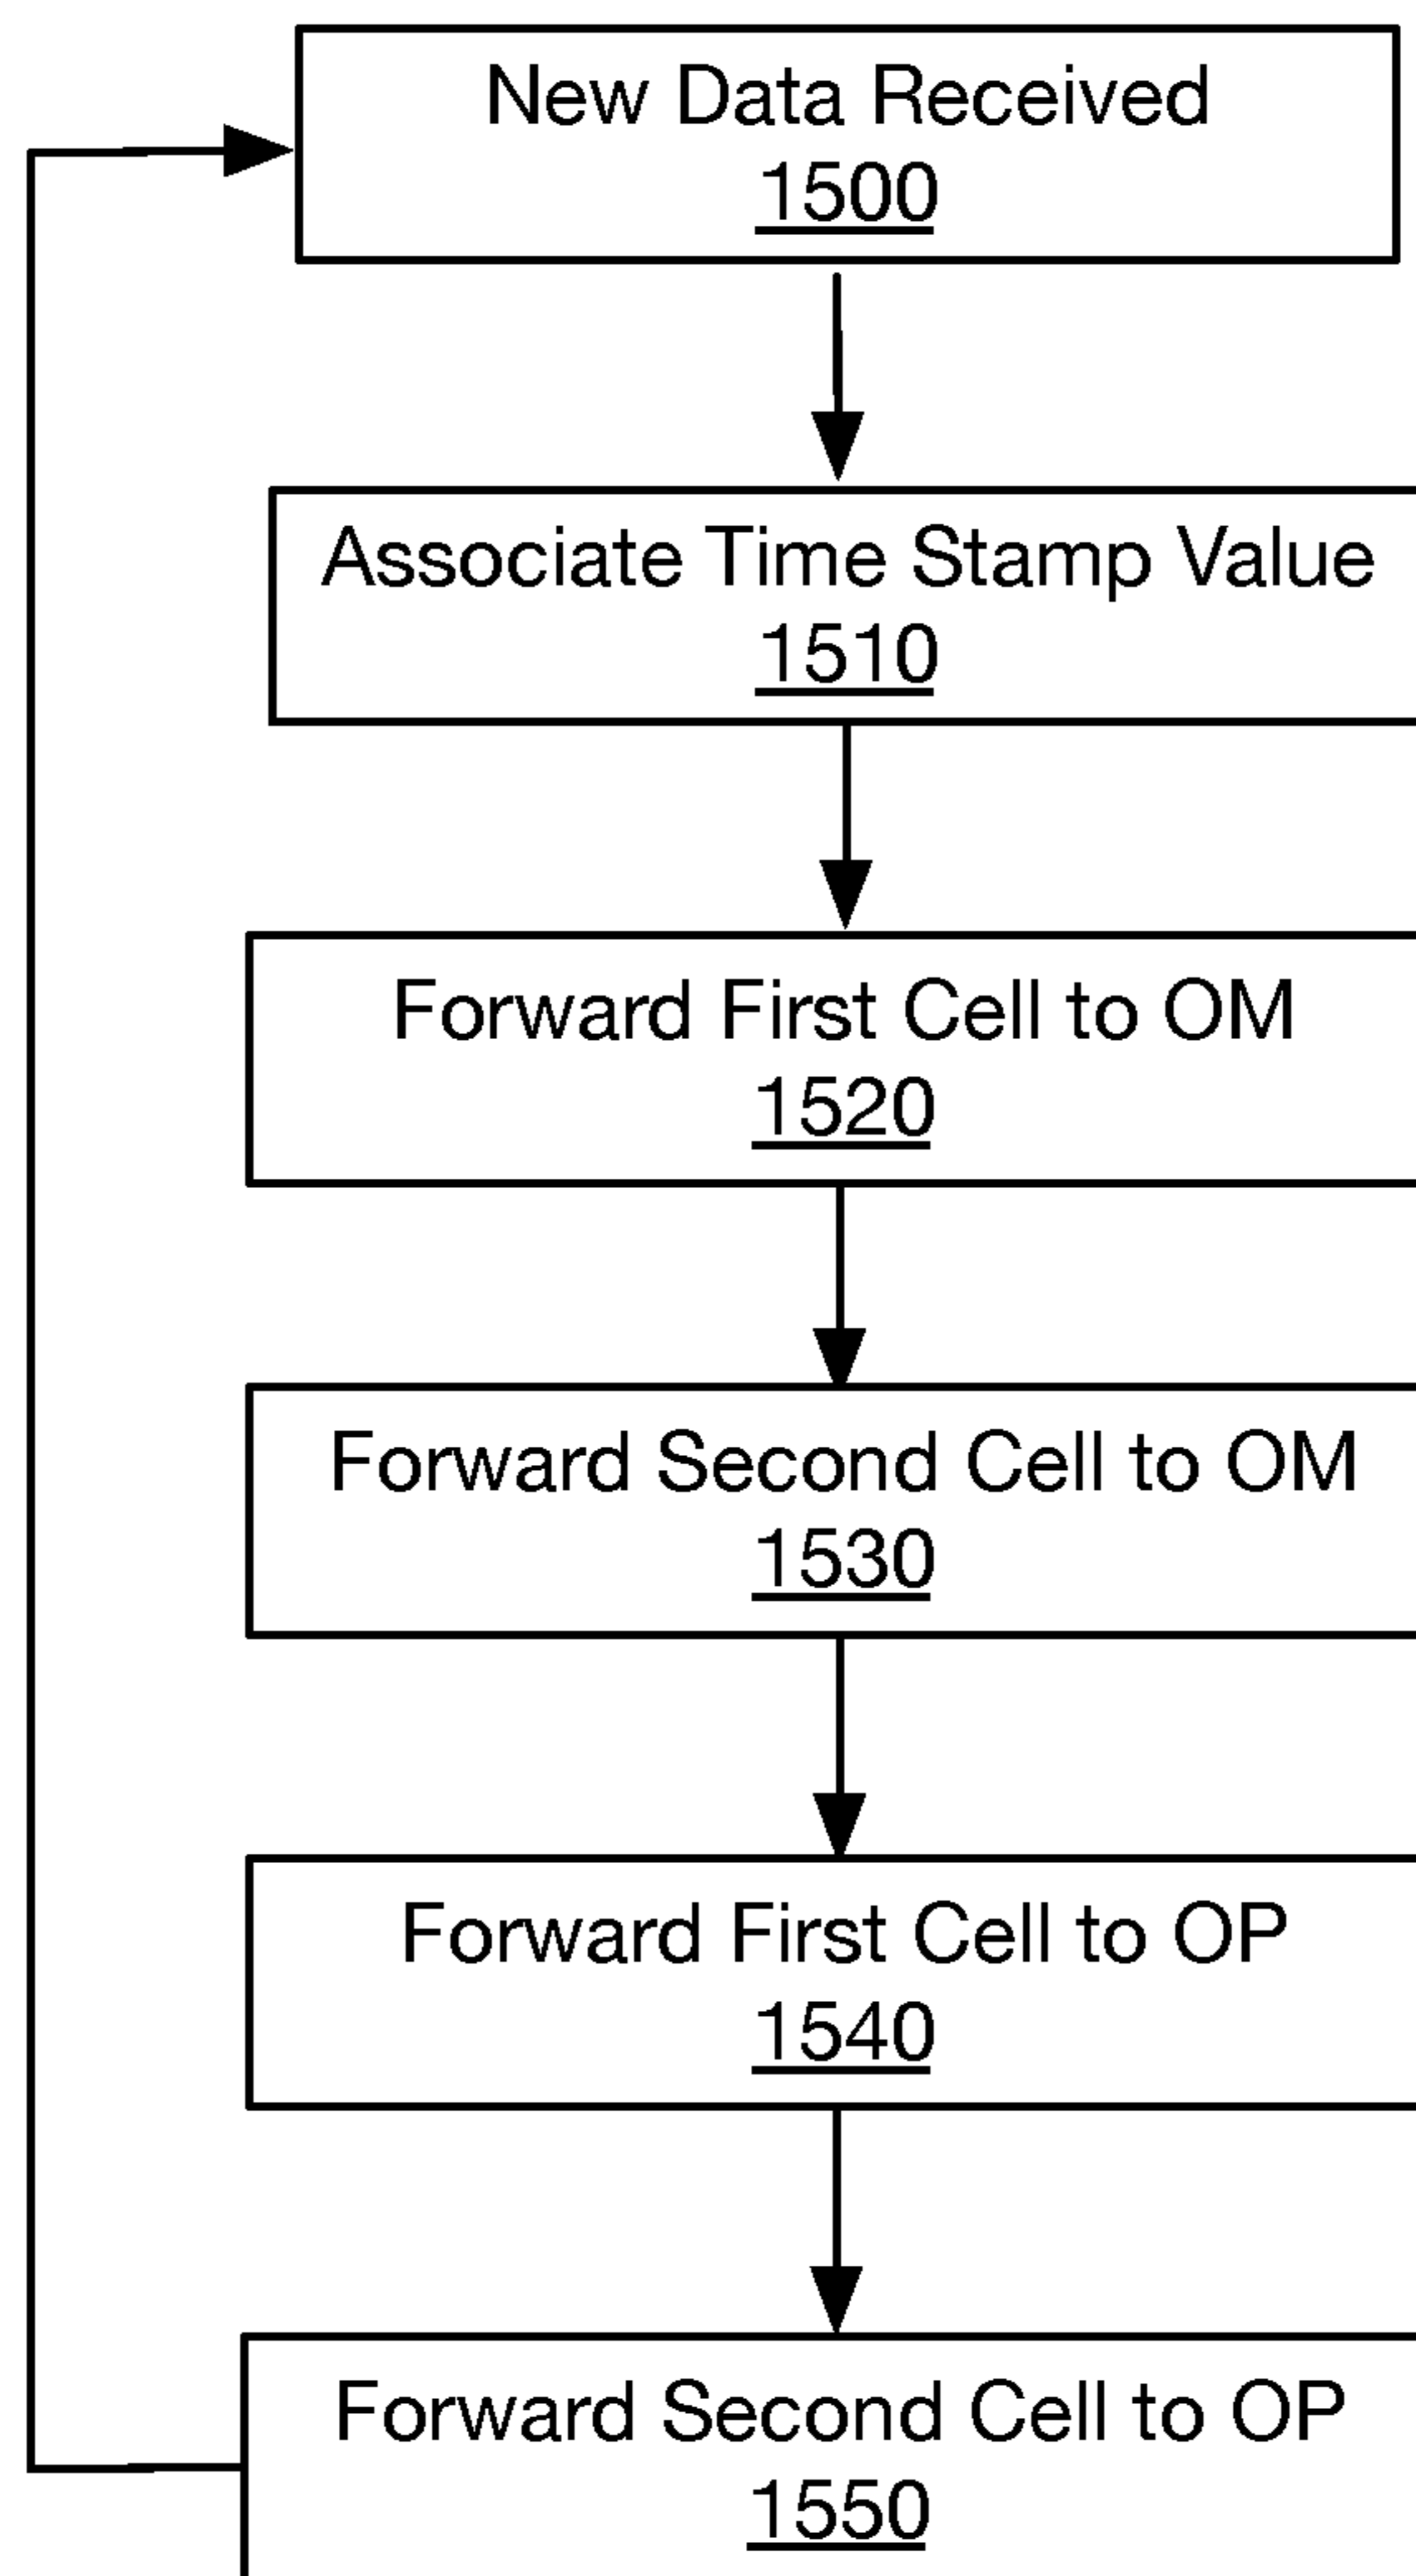 New Data Received
1500
Associate Time Stamp Value
1510
Forward First Cell to OM
1520
Forward Second Cell to OM
1530
Forward First Cell to OP
1540
Forward Second Cell to OP
1550